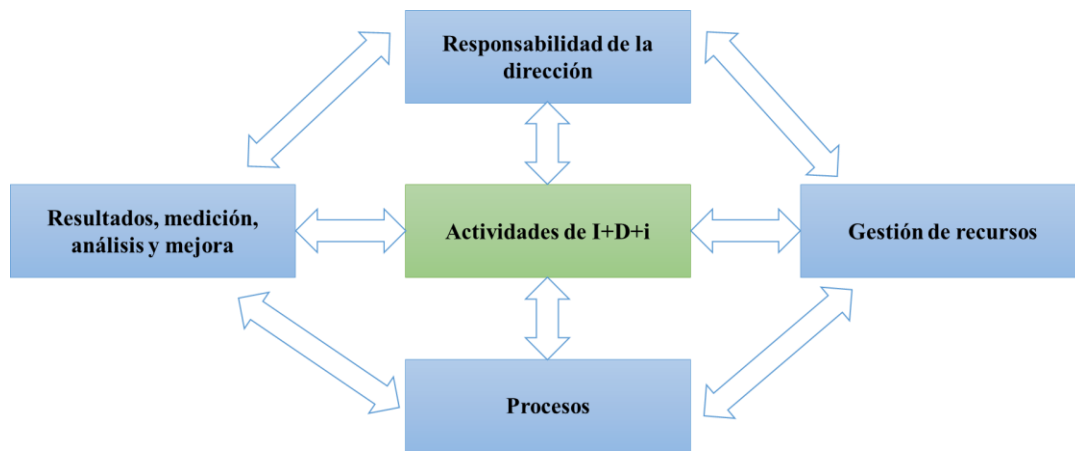 Responsabilidad de la
dirección
Resultados, medición,
análisis y mejora
Actividades de I+D+i
Gestión de recursos
Procesos